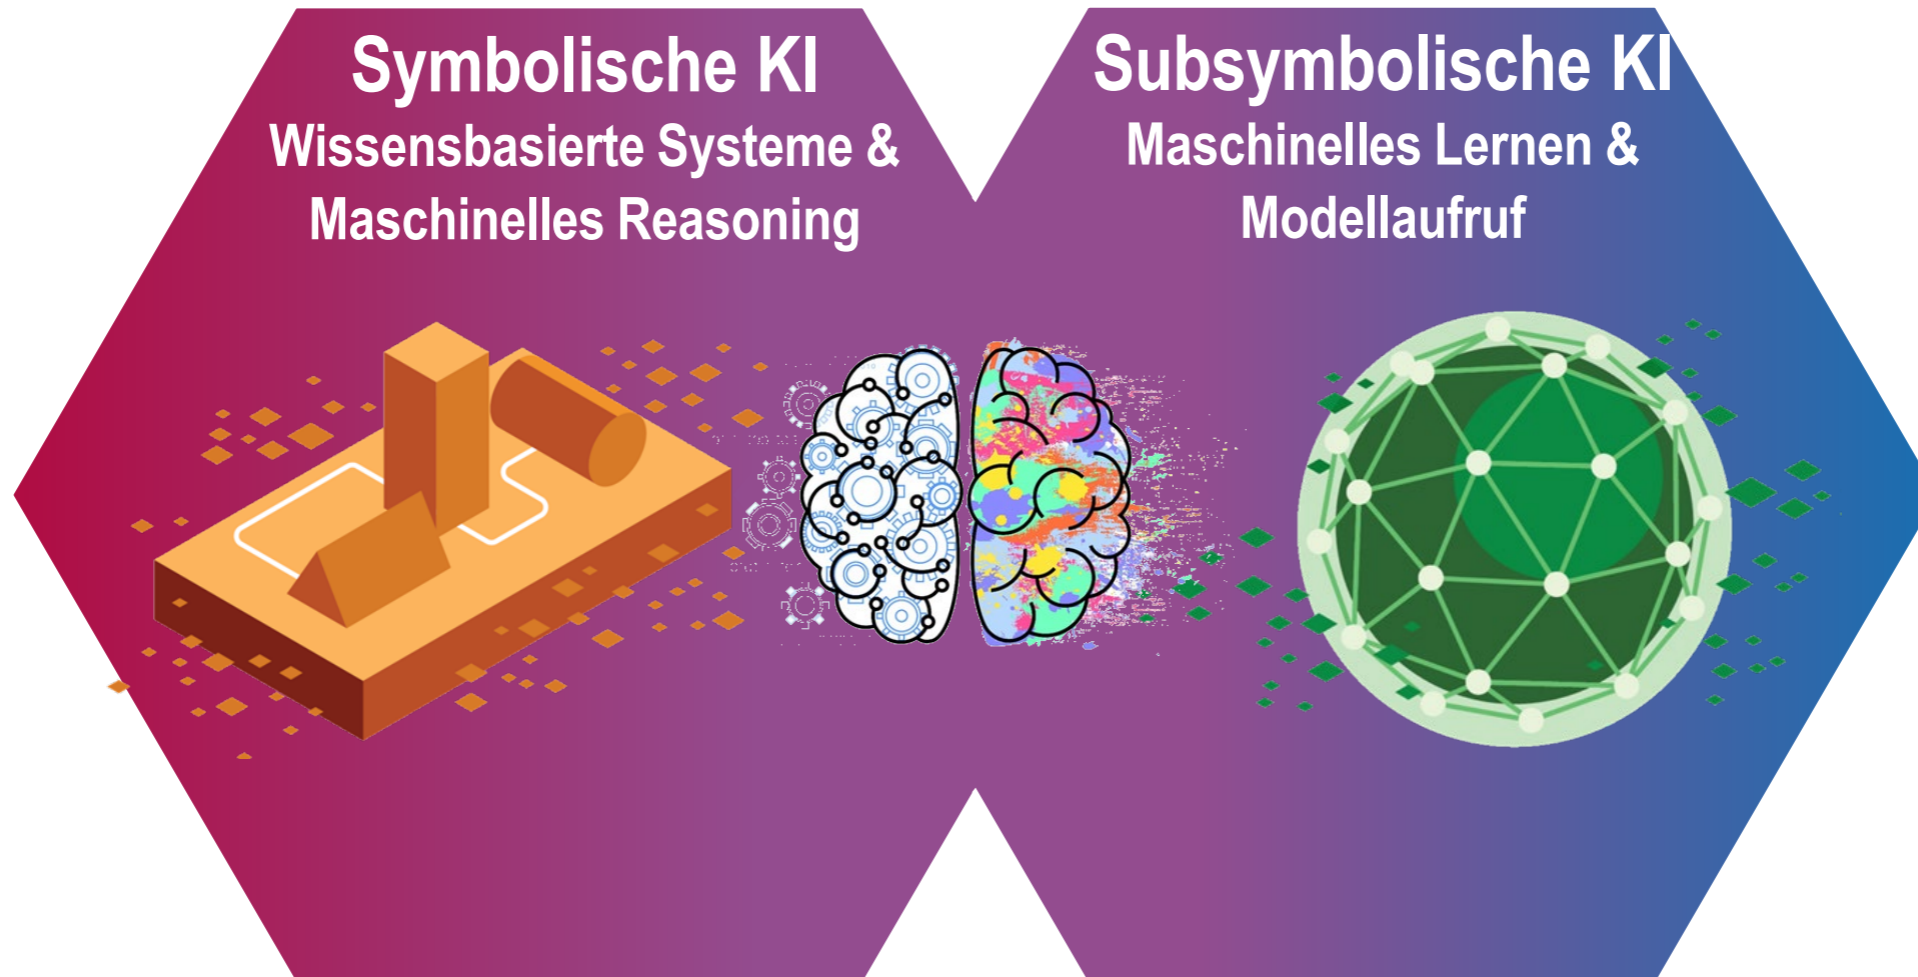 Symbolische KI
Wissensbasierte Systeme &
Maschinelles Reasoning
Subsymbolische KI
Maschinelles Lernen &
Modellaufruf